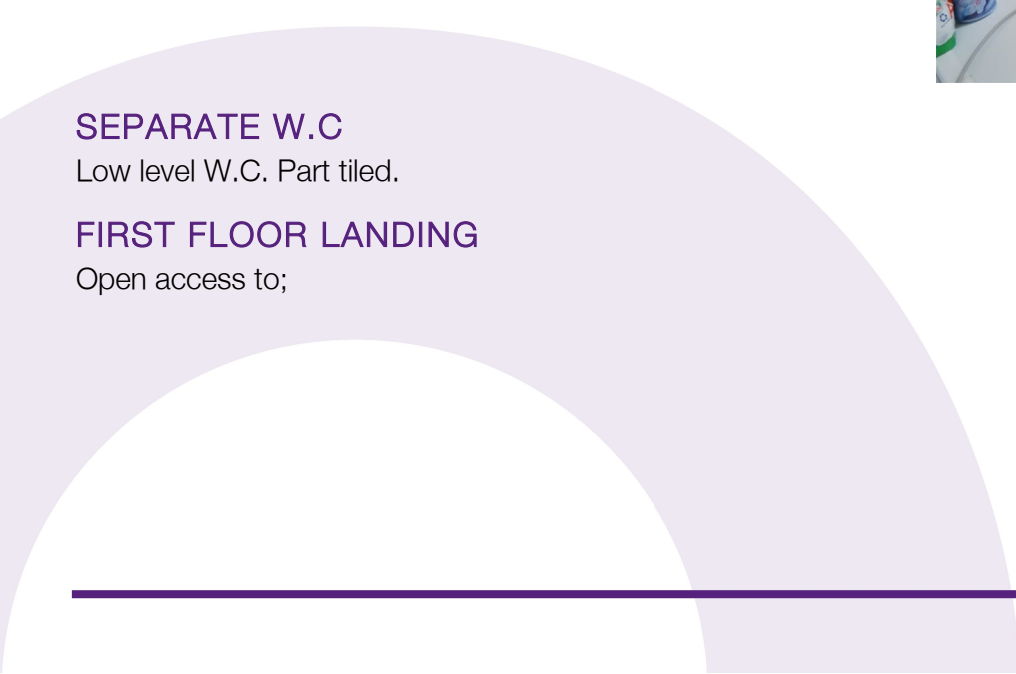 SEPARATE W.C
Low level W.C. Part tiled.
FIRST FLOOR LANDING
Open access to;